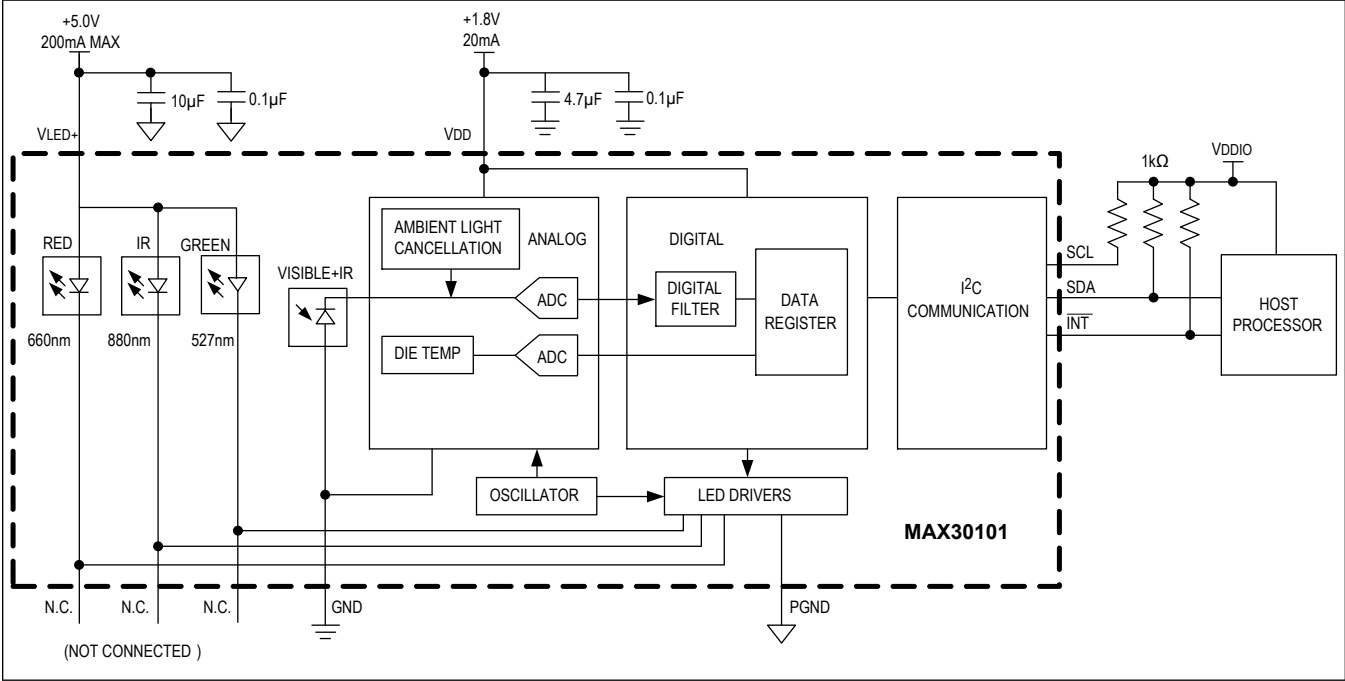 +5.0V
200mA MAX
+1.8V
20mA
10µF
0.1µF
4.7µF
0.1µF
VLED+
VDD
1kΩ
VDDIO
RED
IR
GREEN
VISIBLE+IR
AMBIENT LIGHT
CANCELLATION
ANALOG
DIGITAL
ADC
DIGITAL
FILTER
DATA
REGISTER
I2C
COMMUNICATION
SCL
SDA
INT
HOST
PROCESSOR
660nm
880nm
527nm
DIE TEMP
ADC
OSCILLATOR
LED DRIVERS
MAX30101
N.C.
N.C.
N.C.
GND
PGND
(NOT CONNECTED )